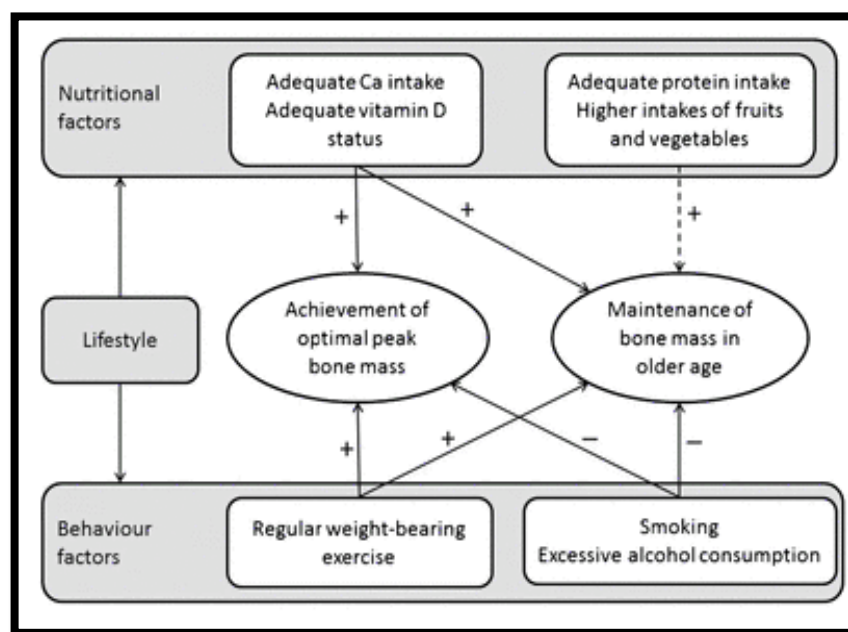 Nutritional
factors
Adequate Ca intake
Adequate vitamin D
status
Adequate protein intake
Higher intakes of fruits
and vegetables
+
+
+
Lifestyle
Achievement of
optimal peak
bone mass
Maintenance of
bone mass in
older age
+
+
–
–
Behaviour
factors
Regular weight-bearing
exercise
Smoking
Excessive alcohol consumption